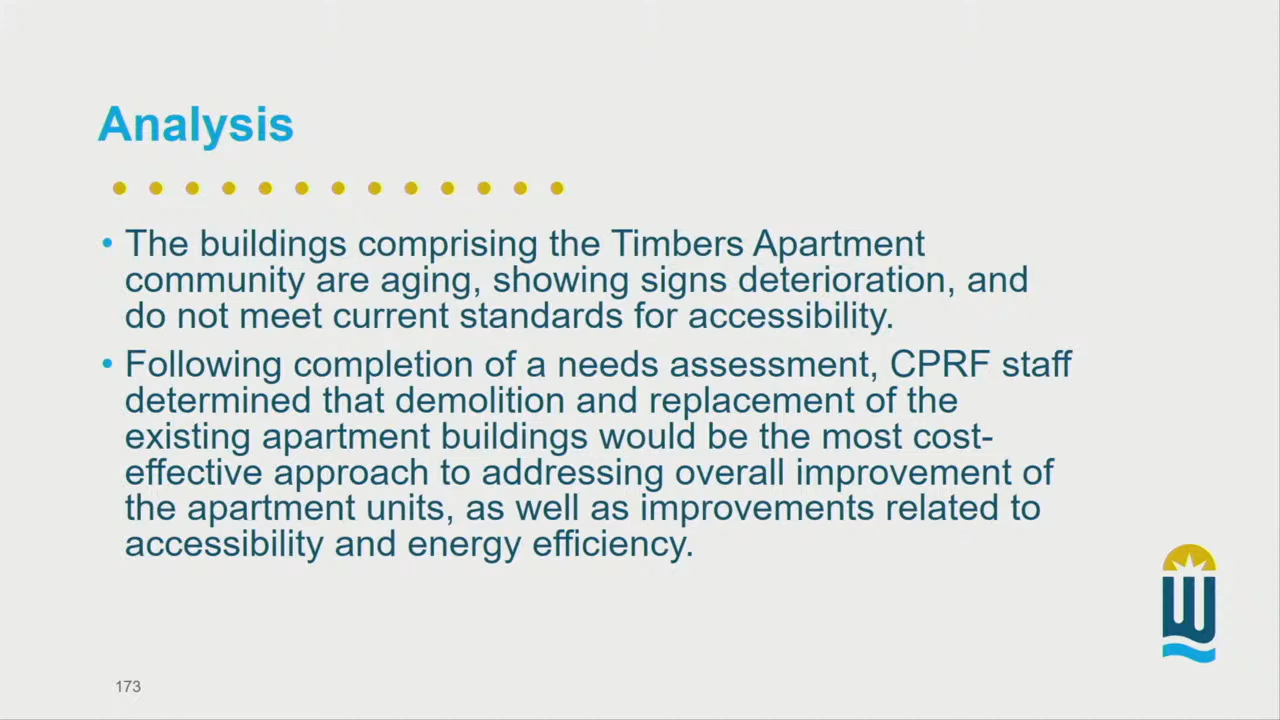 Analysis
• The buildings comprising the Timbers Apartment
community are aging, showing signs deterioration, and
do not meet current standards for accessibility.
• Following completion of a needs assessment, CPRF staff
determined that demolition and replacement of the
existing apartment buildings would be the most cost-
effective approach to addressing overall improvement of
the apartment units, as well as improvements related to
accessibility and energy efficiency.
173